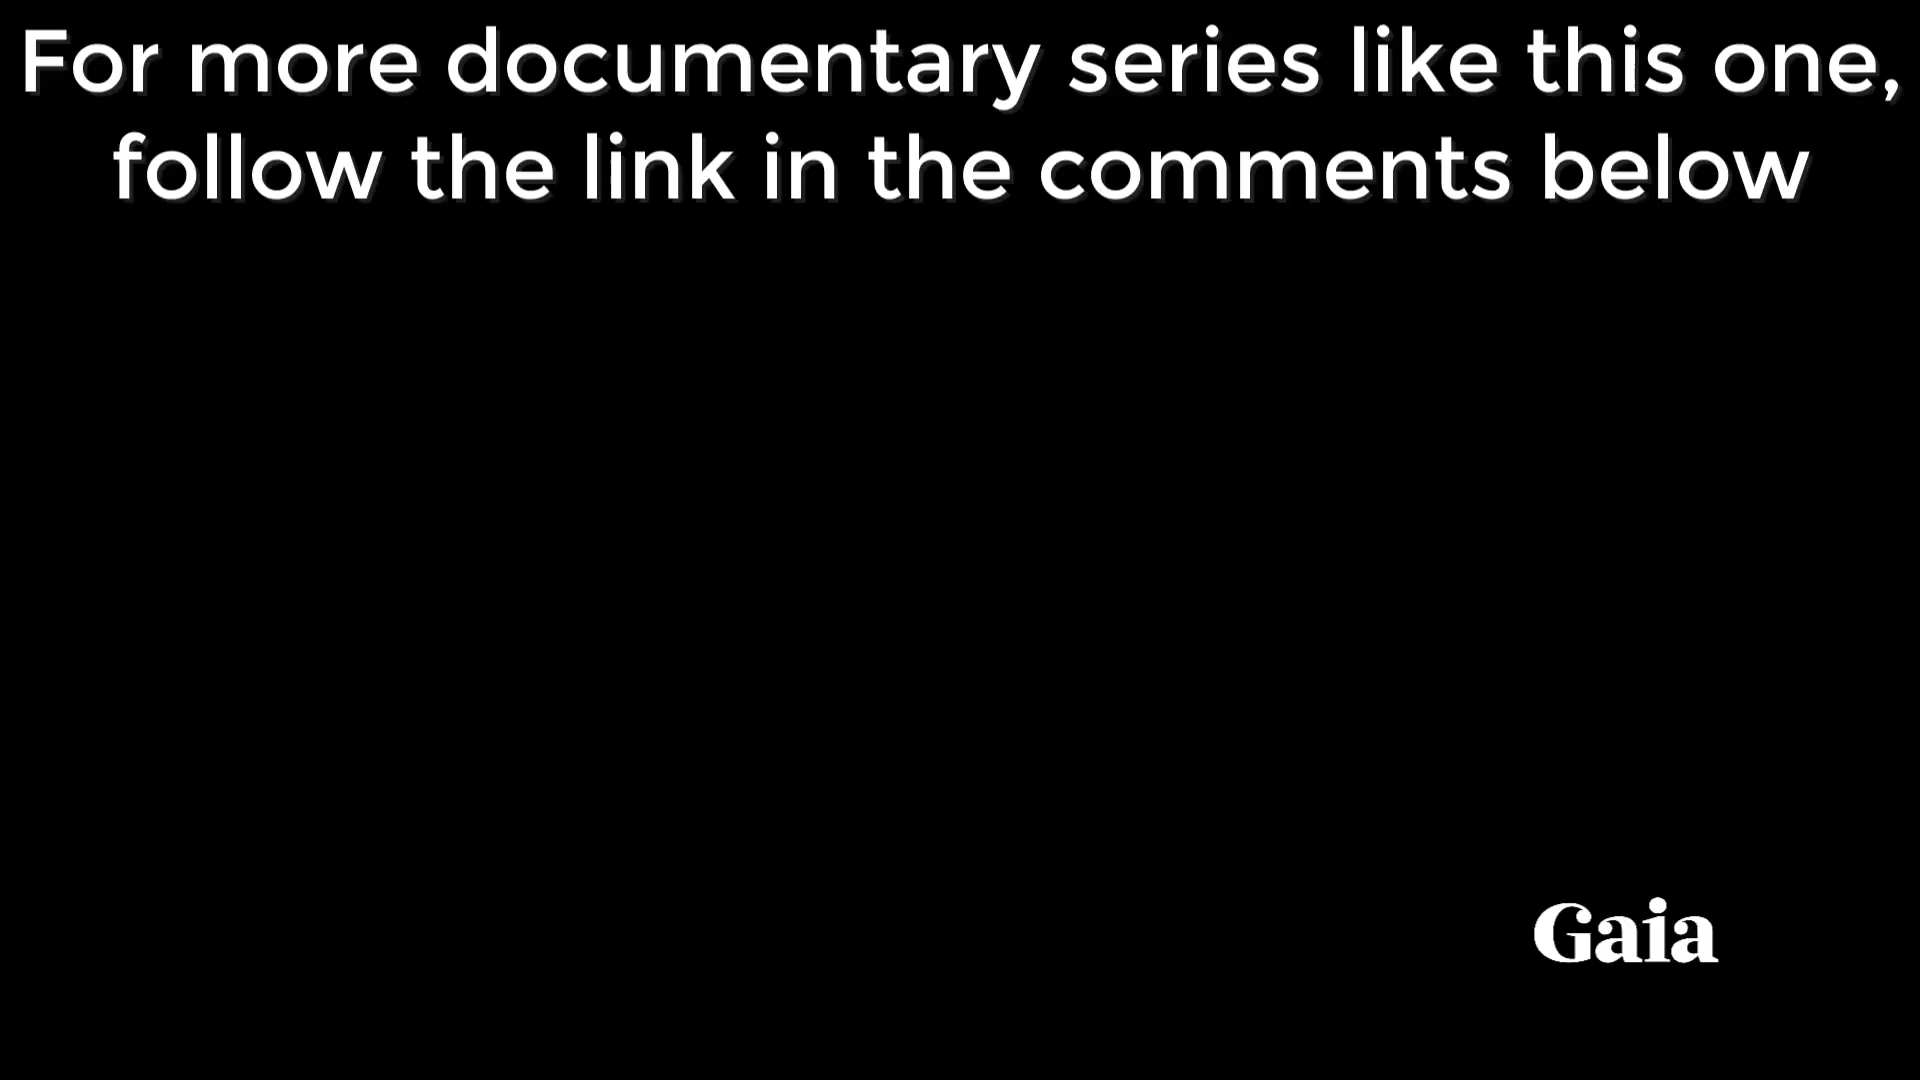 For more documentary series like this one,
follow the link in the comments below
Gaia